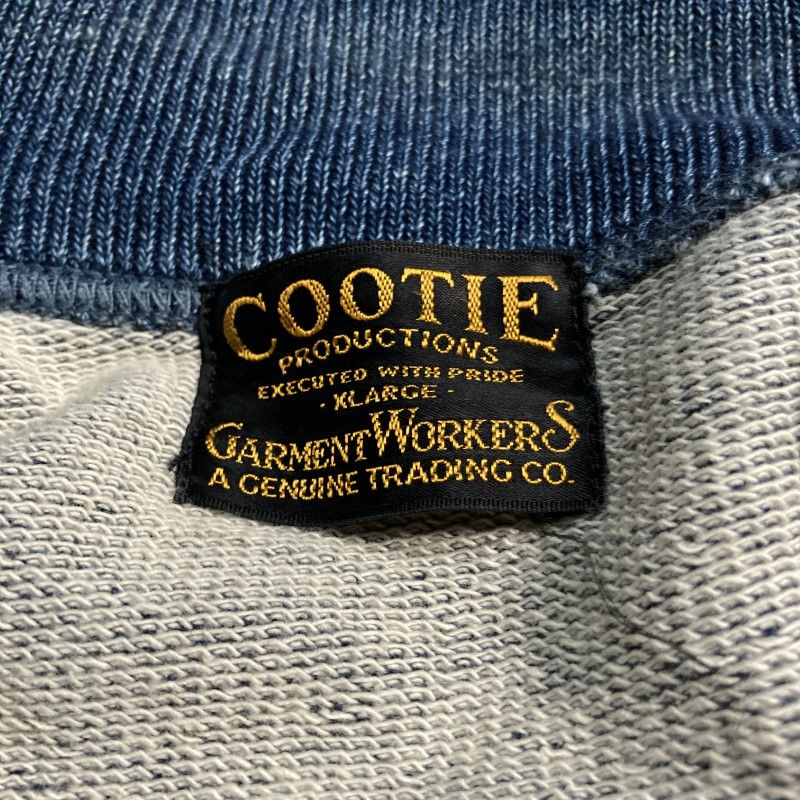 COOTIE
PRODUCTIONS
EXECUTED WITH PRIDE
- XLARGE -
GARMENT WORKERS
A GENUINE TRADING CO.